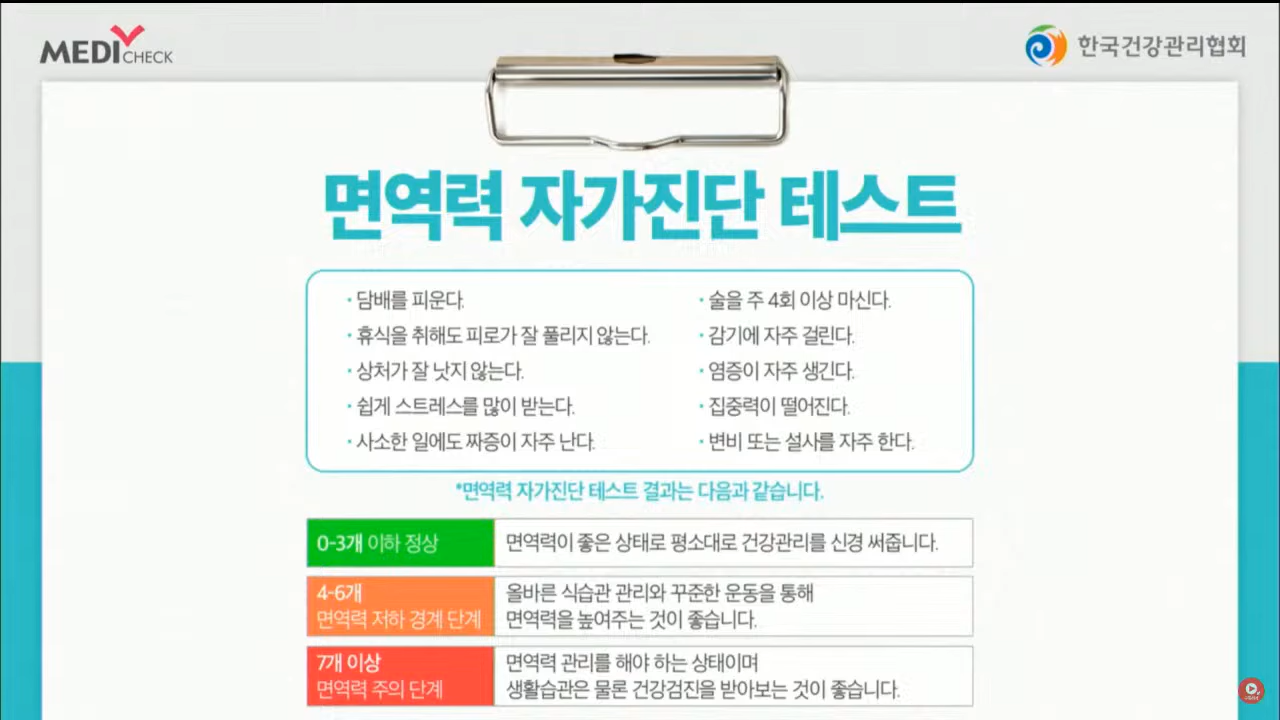 MEDICHECK
한국건강관리협회
면역력 자가진단 테스트
· 담배를 피운다.
· 휴식을 취해도 피로가 잘 풀리지 않는다.
· 상처가 잘 낫지 않는다.
· 쉽게 스트레스를 많이 받는다.
· 사소한 일에도 짜증이 자주 난다.
· 술을 주 4회 이상 마신다.
· 감기에 자주 걸린다.
· 염증이 자주 생긴다.
· 집중력이 떨어진다.
· 변비 또는 설사를 자주 한다.
*면역력 자가진단 테스트 결과는 다음과 같습니다.
0-3개 이하 정상
면역력이 좋은 상태로 평소대로 건강관리를 신경 써줍니다.
4-6개
면역력 저하 경계 단계
올바른 식습관 관리와 꾸준한 운동을 통해
면역력을 높여주는 것이 좋습니다.
7개 이상
면역력 주의 단계
면역력 관리를 해야 하는 상태이며
생활습관은 물론 건강검진을 받아보는 것이 좋습니다.